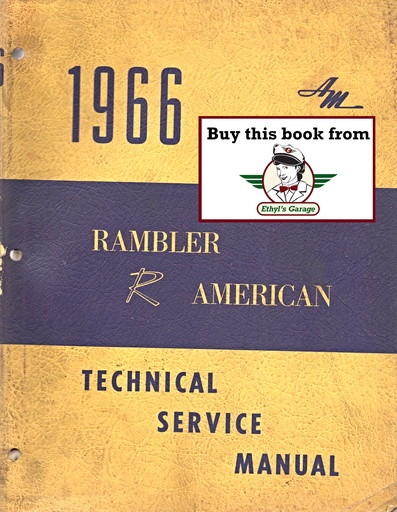 1966
AM
Buy this book from
Ethyl's Garage
RAMBLER
R AMERICAN
TECHNICAL
SERVICE
MANUAL